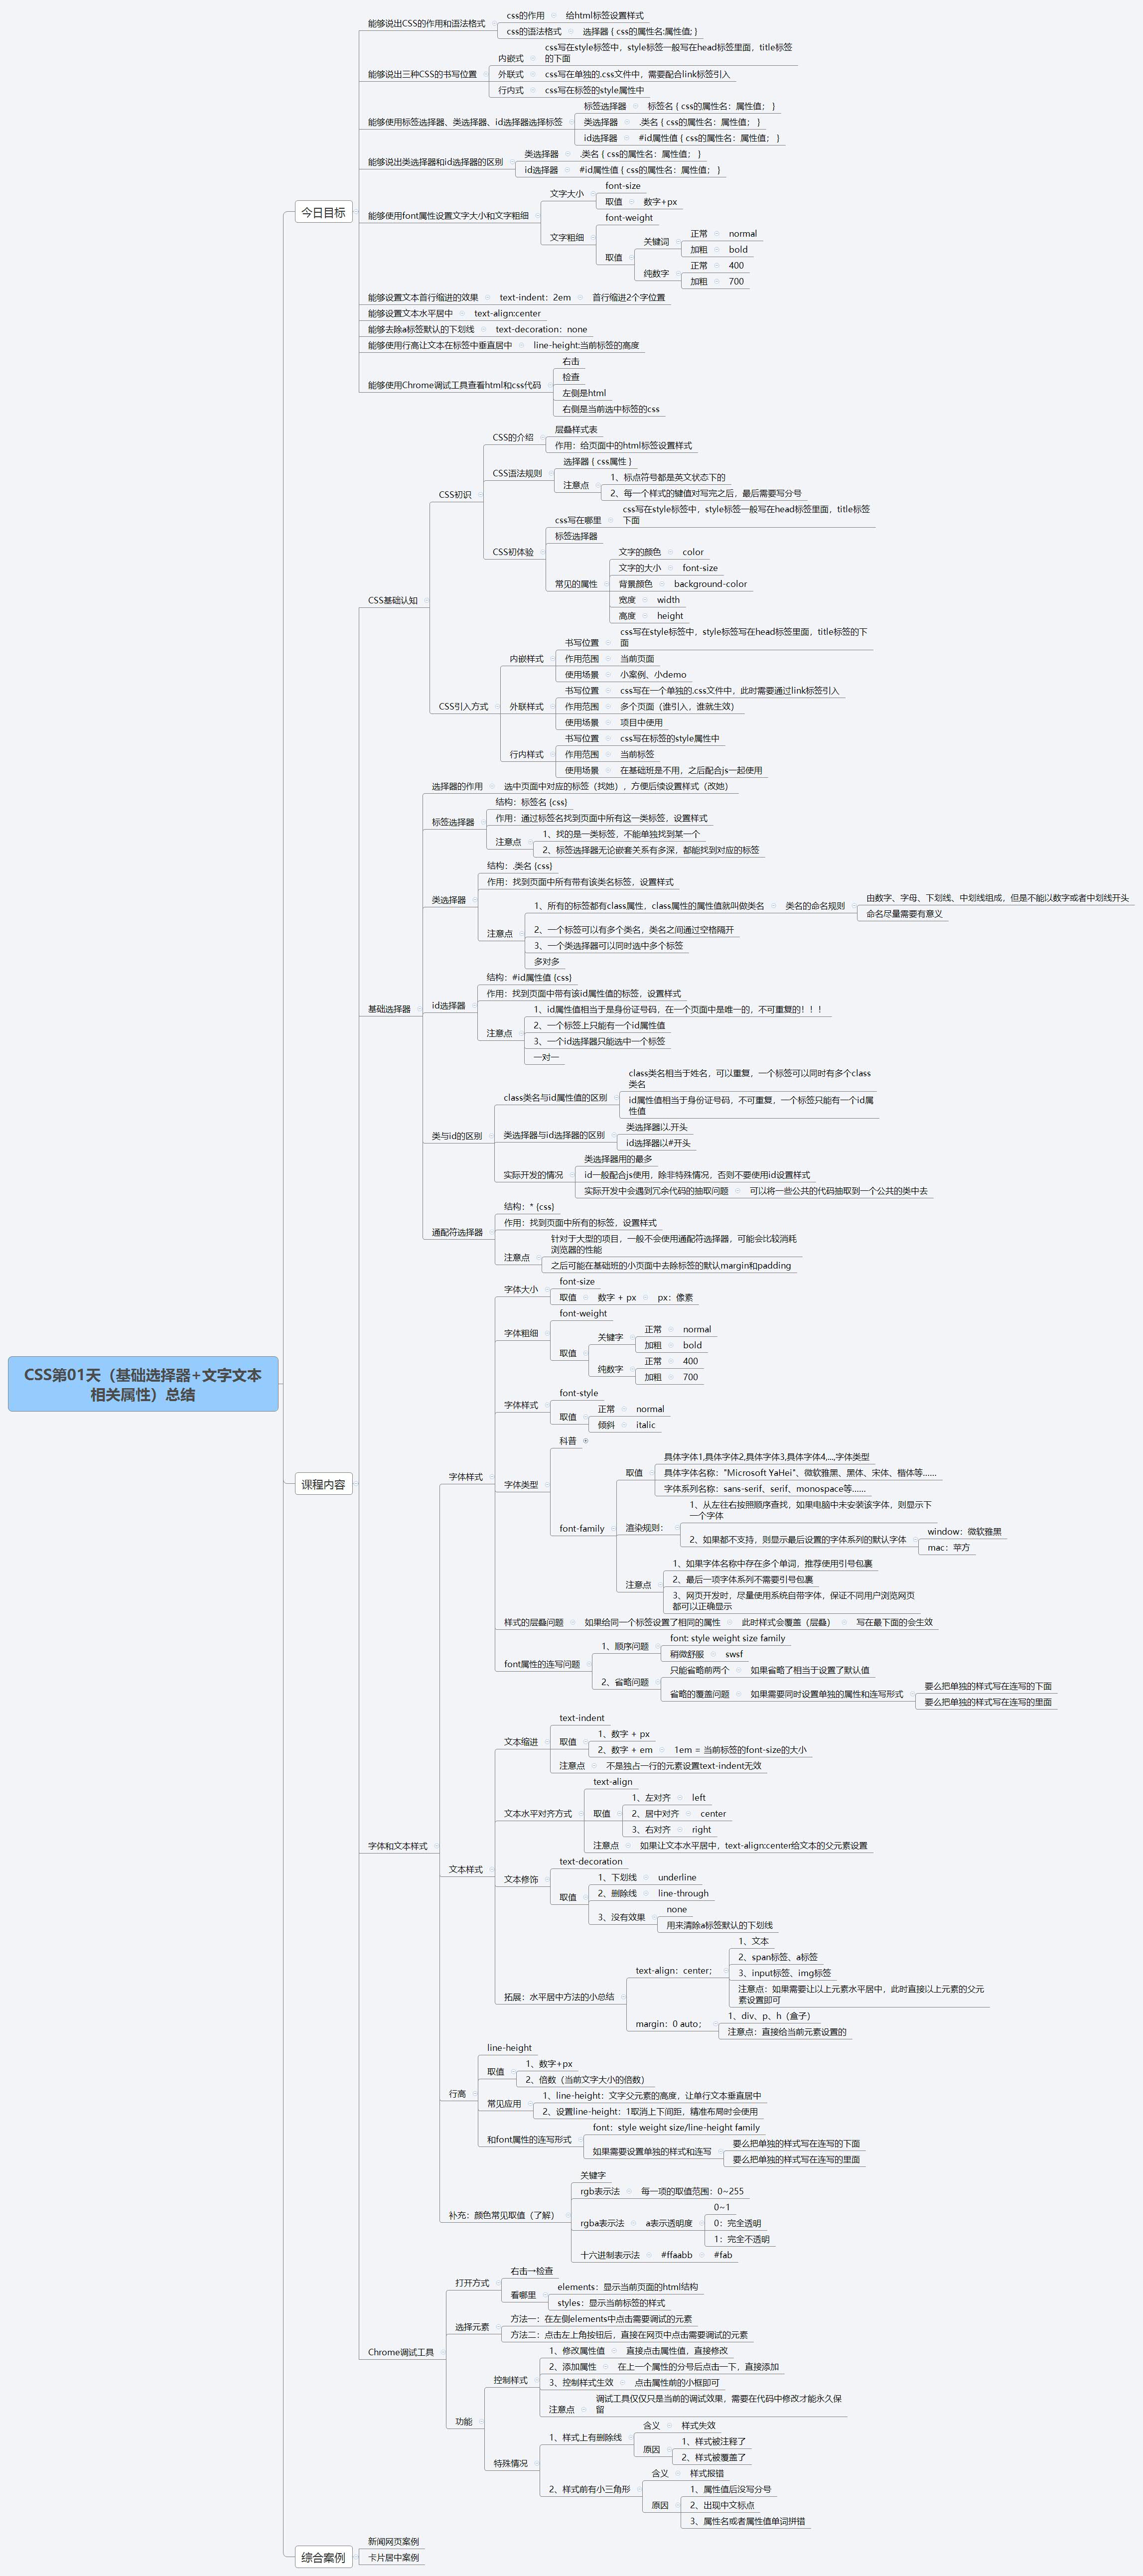 能够说出CSS的作用和语法格式
css的作用
给html标签设置样式
css的语法格式
选择器 { css的属性名:属性值; }
能够说出三种CSS的书写位置
内嵌式
css写在style标签中，style标签一般写在head标签里面，title标签
的下面
外联式
css写在单独的.css文件中，需要配合link标签引入
行内式
css写在标签的style属性中
能够使用标签选择器、类选择器、id选择器选择标签
标签选择器
标签名 { css的属性名：属性值； }
类选择器
.类名 { css的属性名：属性值； }
id选择器
#id属性值 { css的属性名：属性值； }
能够说出类选择器和id选择器的区别
类选择器
.类名 { css的属性名：属性值； }
id选择器
#id属性值 { css的属性名：属性值； }
今日目标
能够使用font属性设置文字大小和文字粗细
文字大小
font-size
取值
数字+px
文字粗细
font-weight
取值
关键词
正常
normal
加粗
bold
纯数字
正常
400
加粗
700
能够设置文本首行缩进的效果
text-indent：2em
首行缩进2个字位置
能够设置文本水平居中
text-align:center
能够去除a标签默认的下划线
text-decoration：none
能够使用行高让文本在标签中垂直居中
line-height:当前标签的高度
能够使用Chrome调试工具查看html和css代码
右击
检查
左侧是html
右侧是当前选中标签的css
CSS基础认知
CSS初识
CSS的介绍
层叠样式表
作用：给页面中的html标签设置样式
CSS语法规则
选择器 { css属性 }
注意点
1、标点符号都是英文状态下的
2、每一个样式的键值对写完之后，最后需要写分号
CSS初体验
css写在哪里
css写在style标签中，style标签一般写在head标签里面，title标签
下面
标签选择器
常见的属性
文字的颜色
color
文字的大小
font-size
背景颜色
background-color
宽度
width
高度
height
CSS引入方式
内嵌样式
书写位置
css写在style标签中，style标签写在head标签里面，title标签的下
面
作用范围
当前页面
使用场景
小案例、小demo
外联样式
书写位置
css写在一个单独的.css文件中，此时需要通过link标签引入
作用范围
多个页面（谁引入，谁就生效）
使用场景
项目中使用
行内样式
书写位置
css写在标签的style属性中
作用范围
当前标签
使用场景
在基础班是不用，之后配合js一起使用
基础选择器
选择器的作用
选中页面中对应的标签（找她），方便后续设置样式（改她）
标签选择器
结构：标签名 {css}
作用：通过标签名找到页面中所有这一类标签，设置样式
注意点
1、找的是一类标签，不能单独找到某一个
2、标签选择器无论嵌套关系有多深，都能找到对应的标签
类选择器
结构：.类名 {css}
作用：找到页面中所有带有该类名标签，设置样式
注意点
1、所有的标签都有class属性，class属性的属性值就叫做类名
类名的命名规则
由数字、字母、下划线、中划线组成，但是不能以数字或者中划线开头
命名尽量需要有意义
2、一个标签可以有多个类名，类名之间通过空格隔开
3、一个类选择器可以同时选中多个标签
多对多
id选择器
结构：#id属性值 {css}
作用：找到页面中带有该id属性值的标签，设置样式
注意点
1、id属性值相当于是身份证号码，在一个页面中是唯一的，不可重复的！！！
2、一个标签上只能有一个id属性值
3、一个id选择器只能选中一个标签
一对一
类与id的区别
class类名与id属性值的区别
class类名相当于姓名，可以重复，一个标签可以同时有多个class
类名
id属性值相当于身份证号码，不可重复，一个标签只能有一个id属
性值
类选择器与id选择器的区别
类选择器以.开头
id选择器以#开头
实际开发的情况
类选择器用的最多
id一般配合js使用，除非特殊情况，否则不要使用id设置样式
实际开发中会遇到冗余代码的抽取问题
可以将一些公共的代码抽取到一个公共的类中去
通配符选择器
结构：* {css}
作用：找到页面中所有的标签，设置样式
注意点
针对于大型的项目，一般不会使用通配符选择器，可能会比较消耗
浏览器的性能
之后可能在基础班的小页面中去除标签的默认margin和padding
CSS第01天（基础选择器+文字文本
相关属性）总结
课程内容
字体和文本样式
字体样式
字体大小
font-size
取值
数字 + px
px：像素
字体粗细
font-weight
取值
关键字
正常
normal
加粗
bold
纯数字
正常
400
加粗
700
字体样式
font-style
取值
正常
normal
倾斜
italic
字体类型
科普
font-family
取值
具体字体1,具体字体2,具体字体3,具体字体4,...,字体类型
具体字体名称："Microsoft YaHei"、微软雅黑、黑体、宋体、楷体等......
字体系列名称：sans-serif、serif、monospace等......
渲染规则：
1、从左往右按照顺序查找，如果电脑中未安装该字体，则显示下
一个字体
2、如果都不支持，则显示最后设置的字体系列的默认字体
window：微软雅黑
mac：苹方
注意点
1、如果字体名称中存在多个单词，推荐使用引号包裹
2、最后一项字体系列不需要引号包裹
3、网页开发时，尽量使用系统自带字体，保证不同用户浏览网页
都可以正确显示
样式的层叠问题
如果给同一个标签设置了相同的属性
此时样式会覆盖（层叠）
写在最下面的会生效
font属性的连写问题
1、顺序问题
font: style weight size family
稍微舒服
swsf
2、省略问题
只能省略前两个
如果省略了相当于设置了默认值
省略的覆盖问题
如果需要同时设置单独的属性和连写形式
要么把单独的样式写在连写的下面
要么把单独的样式写在连写的里面
文本样式
文本缩进
text-indent
取值
1、数字 + px
2、数字 + em
1em = 当前标签的font-size的大小
注意点
不是独占一行的元素设置text-indent无效
文本水平对齐方式
text-align
取值
1、左对齐
left
2、居中对齐
center
3、右对齐
right
注意点
如果让文本水平居中，text-align:center给文本的父元素设置
文本修饰
text-decoration
取值
1、下划线
underline
2、删除线
line-through
3、没有效果
none
用来清除a标签默认的下划线
拓展：水平居中方法的小总结
text-align：center；
1、文本
2、span标签、a标签
3、input标签、img标签
注意点：如果需要让以上元素水平居中，此时直接以上元素的父元
素设置即可
margin：0 auto；
1、div、p、h（盒子）
注意点：直接给当前元素设置的
行高
line-height
取值
1、数字+px
2、倍数（当前文字大小的倍数）
常见应用
1、line-height：文字父元素的高度，让单行文本垂直居中
2、设置line-height：1取消上下间距，精准布局时会使用
和font属性的连写形式
font：style weight size/line-height family
如果需要设置单独的样式和连写
要么把单独的样式写在连写的下面
要么把单独的样式写在连写的里面
补充：颜色常见取值（了解）
关键字
rgb表示法
每一项的取值范围：0~255
rgba表示法
a表示透明度
0~1
0：完全透明
1：完全不透明
十六进制表示法
#ffaabb
#fab
Chrome调试工具
打开方式
右击→检查
看哪里
elements：显示当前页面的html结构
styles：显示当前标签的样式
选择元素
方法一：在左侧elements中点击需要调试的元素
方法二：点击左上角按钮后，直接在网页中点击需要调试的元素
功能
控制样式
1、修改属性值
直接点击属性值，直接修改
2、添加属性
在上一个属性的分号后点击一下，直接添加
3、控制样式生效
点击属性前的小框即可
注意点
调试工具仅仅只是当前的调试效果，需要在代码中修改才能永久保
留
特殊情况
1、样式上有删除线
含义
样式失效
原因
1、样式被注释了
2、样式被覆盖了
2、样式前有小三角形
含义
样式报错
原因
1、属性值后没写分号
2、出现中文标点
3、属性名或者属性值单词拼错
综合案例
新闻网页案例
卡片居中案例